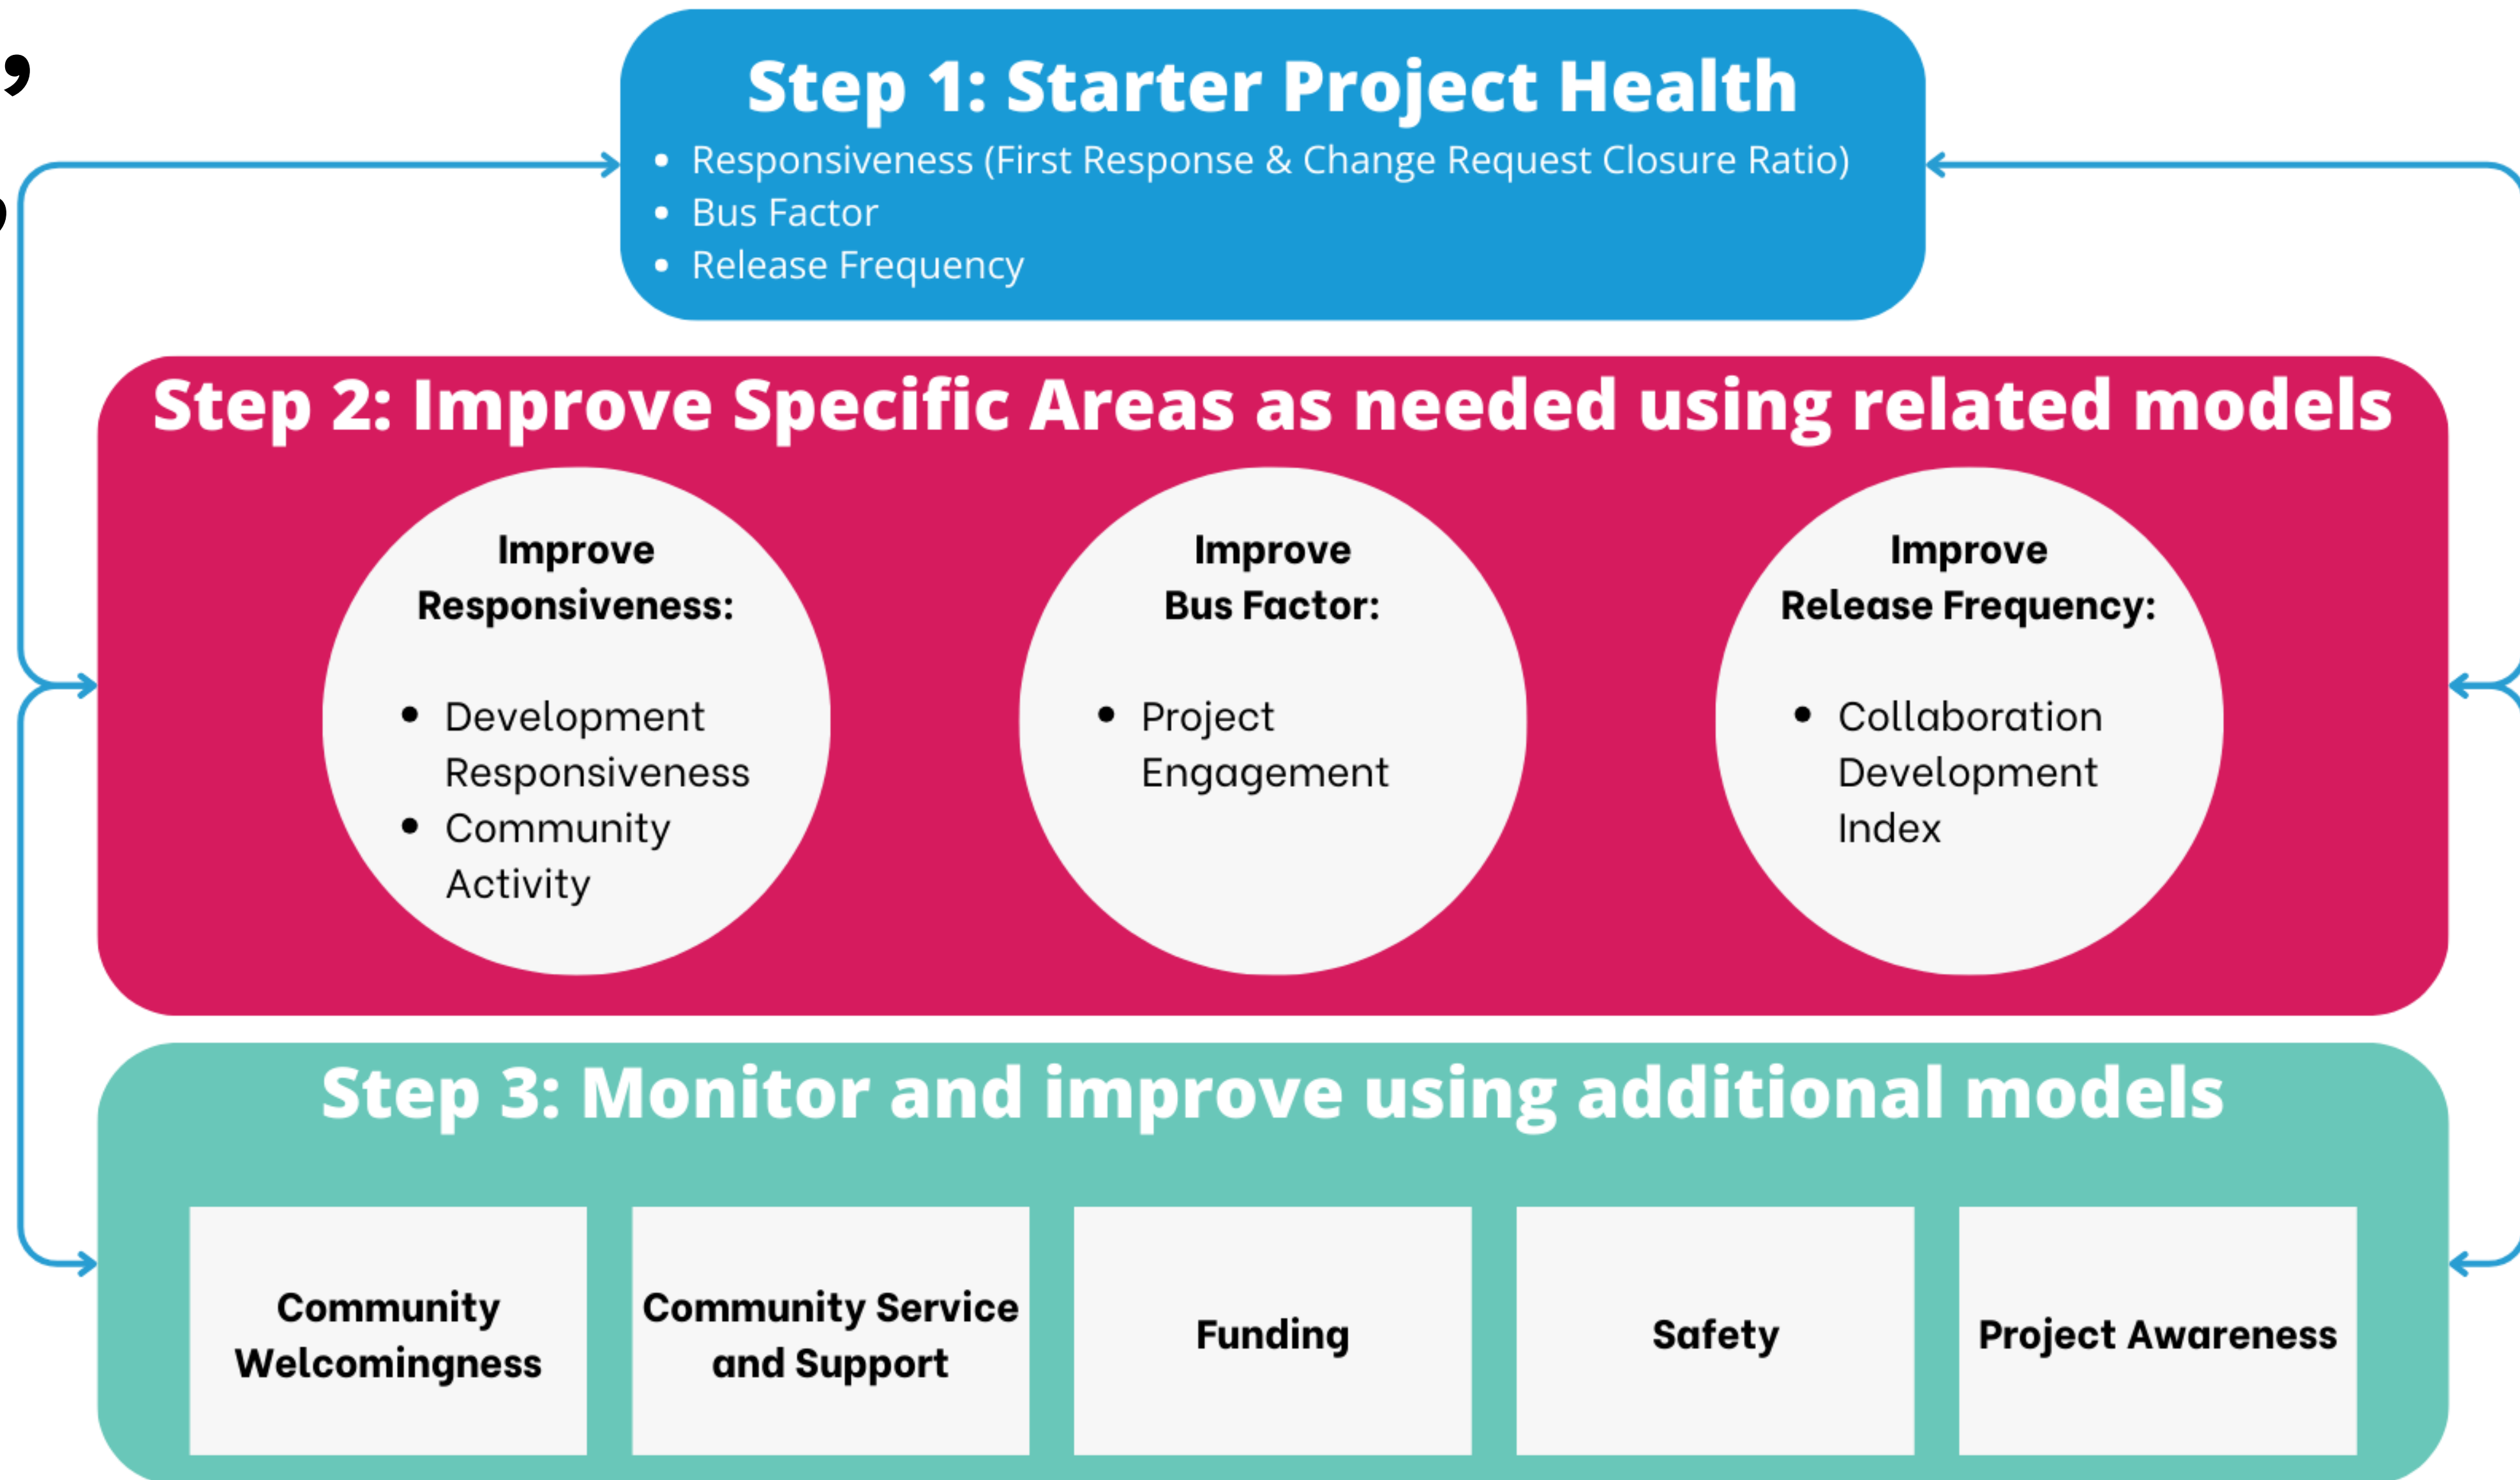 ,
,
Step 1: Starter Project Health
• Responsiveness (First Response & Change Request Closure Ratio)
• Bus Factor
• Release Frequency
Step 2: Improve Specific Areas as needed using related models
Improve
Responsiveness:
• Development
Responsiveness
• Community
Activity
Improve
Bus Factor:
• Project
Engagement
Improve
Release Frequency:
• Collaboration
Development
Index
Step 3: Monitor and improve using additional models
Community
Welcomingness
Community Service
and Support
Funding
Safety
Project Awareness